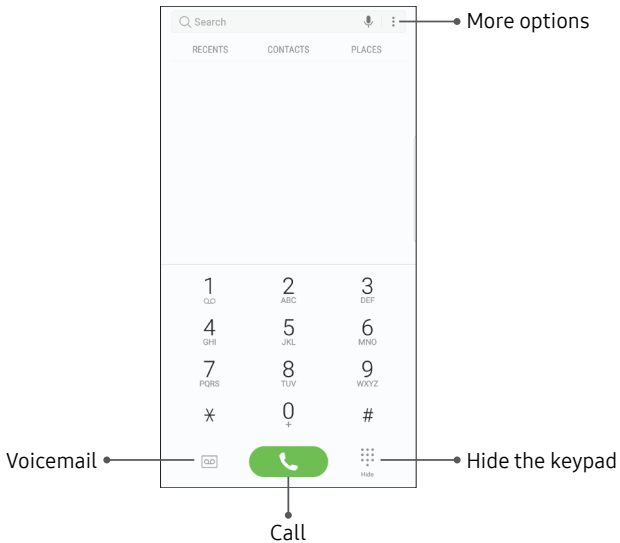 Search
More options
RECENTS CONTACTS PLACES
1 2 3
ABC DEF
4 5 6
GHI JKL MNO
7 8 9
PQRS TUV WXYZ
* 0 #
+
Voicemail
Hide the keypad
Hide
Call